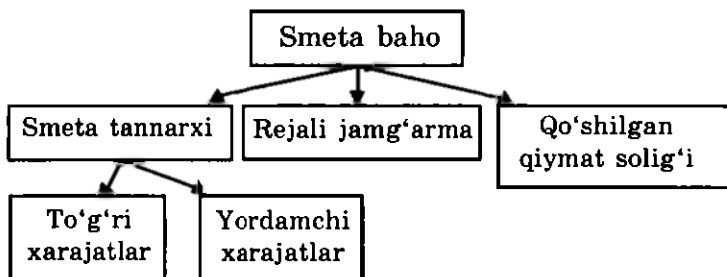 Smeta baho
Smeta tannarxi
Rejali jamg‘arma
Qo‘shilgan
qiymat solig‘i
To‘g‘ri
xarajatlar
Yordamchi
xarajatlar